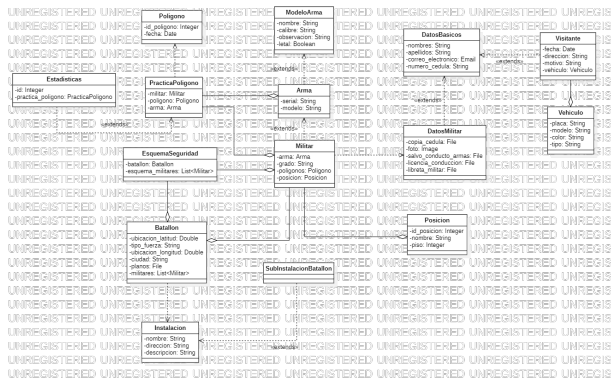 Poligono
-id_poligono: Integer
-fecha: Date
ModeloArma
-nombre: String
-calibre: String
-observacion: String
-letal: Boolean
DatosBasicos
-nombres: String
-apellidos: String
-correo_electronico: Email
-numero_cedula: String
Visitante
-fecha: Date
-direccion: String
-motivo: String
-vehiculo: Vehiculo
«extends»
«extends»
Estadisticas
-id: Integer
-practica_poligono: PracticaPoligono
PracticaPoligono
-militar: Militar
-poligono: Poligono
-arma: Arma
Arma
-serial: String
-modelo: String
«extends»
Vehiculo
-placa: String
-modelo: String
-color: String
-tipo: String
«extends»
«extends»
DatosMilitar
-copia_cedula: File
-foto: Image
-salvo_conducto_armas: File
-licencia_conduccion: File
-libreta_militar: File
EsquemaSeguridad
-batallon: Batallon
-esquema_militares: List<Militar>
Militar
-arma: Arma
-grado: String
-poligonos: Poligono
-posicion: Posicion
Posicion
-id_posicion: Integer
-nombre: String
-piso: Integer
Batallon
-ubicacion_latitud: Double
-tipo_fuerza: String
-ubicacion_longitud: Double
-ciudad: String
-planos: File
-militares: List<Militar>
SubInstalacionBatallon
Instalacion
-nombre: String
-direccion: String
-descripcion: String
«extends»
UNREGISTERED